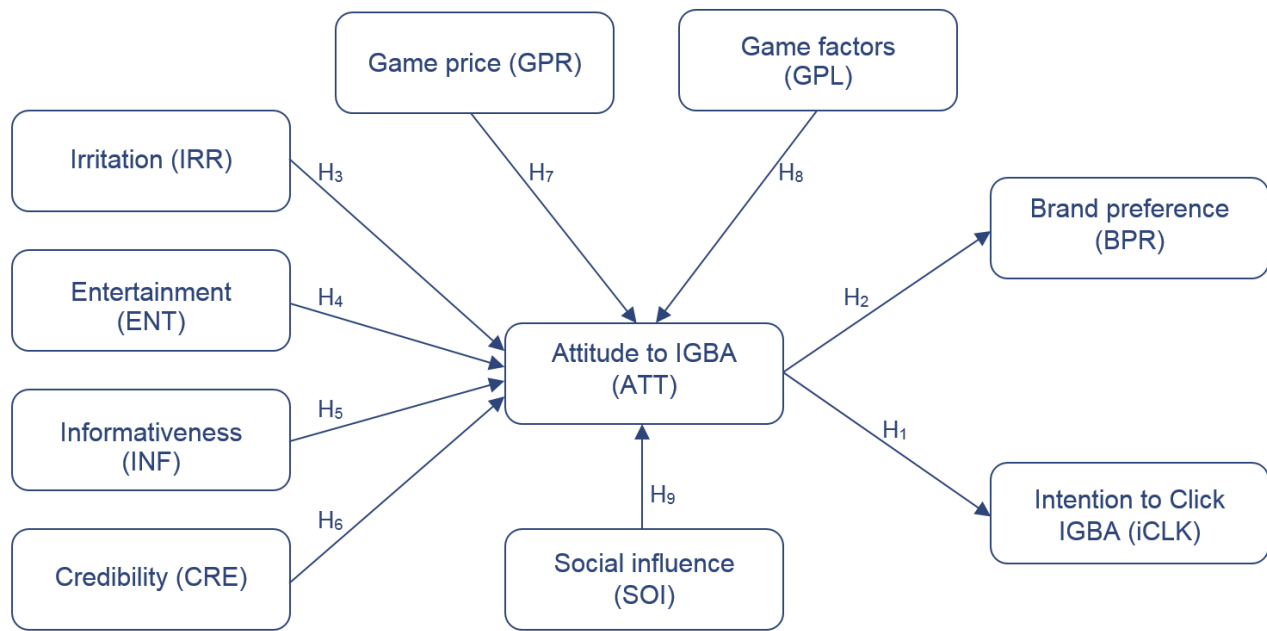 Game price (GPR)
Game factors
(GPL)
Irritation (IRR)
H₃
H₇
H₈
Brand preference
(BPR)
Entertainment
(ENT)
H₄
H₂
Attitude to IGBA
(ATT)
Informativeness
(INF)
H₅
H₁
H₆
H₉
Intention to Click
IGBA (iCLK)
Credibility (CRE)
Social influence
(SOI)